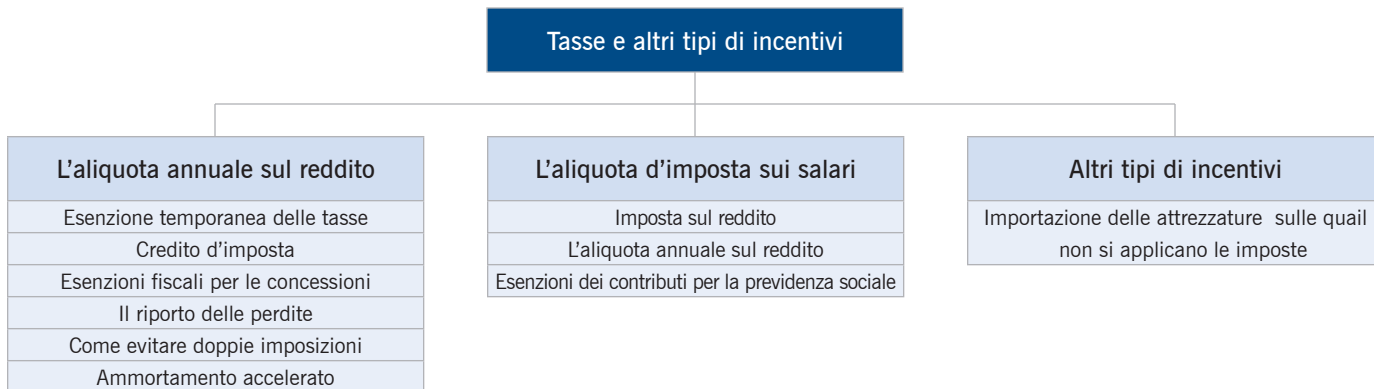 Tasse e altri tipi di incentivi
L'aliquota annuale sul reddito
Esenzione temporanea delle tasse
Credito d'imposta
Esenzioni fiscali per le concessioni
Il riporto delle perdite
Come evitare doppie imposizioni
Ammortamento accelerato
L'aliquota d'imposta sui salari
Imposta sul reddito
L'aliquota annuale sul reddito
Esenzioni dei contributi per la previdenza sociale
Altri tipi di incentivi
Importazione delle attrezzature sulle quail
non si applicano le imposte